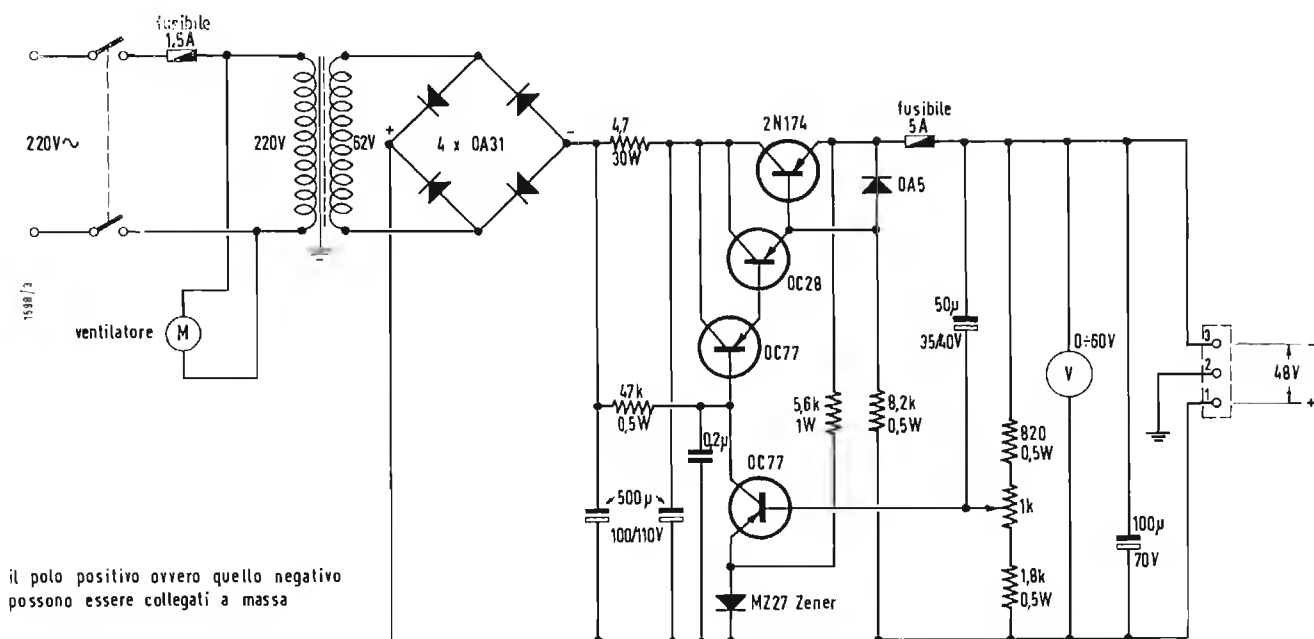 fusibile
1,5A
220V~
220V
62V
+
4 x OA31
-
4,7
30W
2N174
fusibile
5A
OA5
OC28
1598/3
ventilatore
M
OC77
50µ
35/40V
0÷60V
V
3
2
1
-
48V
+
47k
0,5W
0,2µ
5,6k
1W
8,2k
0,5W
820
0,5W
OC77
500µ
100/110V
1k
100µ
70V
1,8k
0,5W
MZ27 Zener
il polo positivo ovvero quello negativo
possono essere collegati a massa